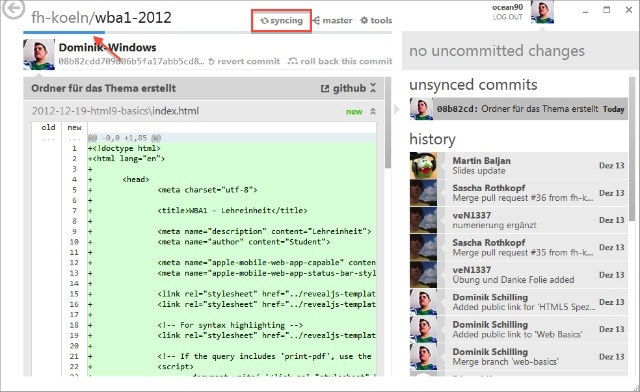 fh-koeln/wba1-2012
syncing
master
tools
ocean90
LOG OUT
Dominik-Windows
08b82cdd709d06b5fa17abb5cd8...
revert commit
roll back this commit
Ordner für das Thema erstellt
github
2012-12-19-html9-basics\index.html
new
old new
... ... @@ -0,0 +1,85 @@
1 +<!doctype html>
2 +<html lang="en">
3 +
4 + <head>
5 + <meta charset="utf-8">
6 +
7 + <title>WBA1 - Lehreinheit</title>
8 +
9 + <meta name="description" content="Lehreinheit">
10 + <meta name="author" content="Student">
11 +
12 + <meta name="apple-mobile-web-app-capable" conten
13 + <meta name="apple-mobile-web-app-status-bar-styl
14 +
15 + <link rel="stylesheet" href="../revealjs-templat
16 + <link rel="stylesheet" href="../revealjs-templat
17 +
18 + <!-- For syntax highlighting -->
19 + <link rel="stylesheet" href="../revealjs-templat
20 +
21 + <!-- If the query includes 'print-pdf', use the
22 + <script>
no uncommitted changes
unsynced commits
08b82cd: Ordner für das Thema erstellt Today
history
Martin Baljan
Slides update
Dez 13
Sascha Rothkopf
Merge pull request #36 from fh-k...
Dez 13
veN1337
numerierung ergänzt
Dez 13
Sascha Rothkopf
Merge pull request #35 from fh-k...
Dez 13
veN1337
Übung und Danke Folie added
Dez 13
Dominik Schilling
Added public link for 'HTML5 Spez...
Dez 13
Dominik Schilling
Added public link to 'Web Basics'
Dez 13
Dominik Schilling
Merge branch 'web-basics'
Dez 13